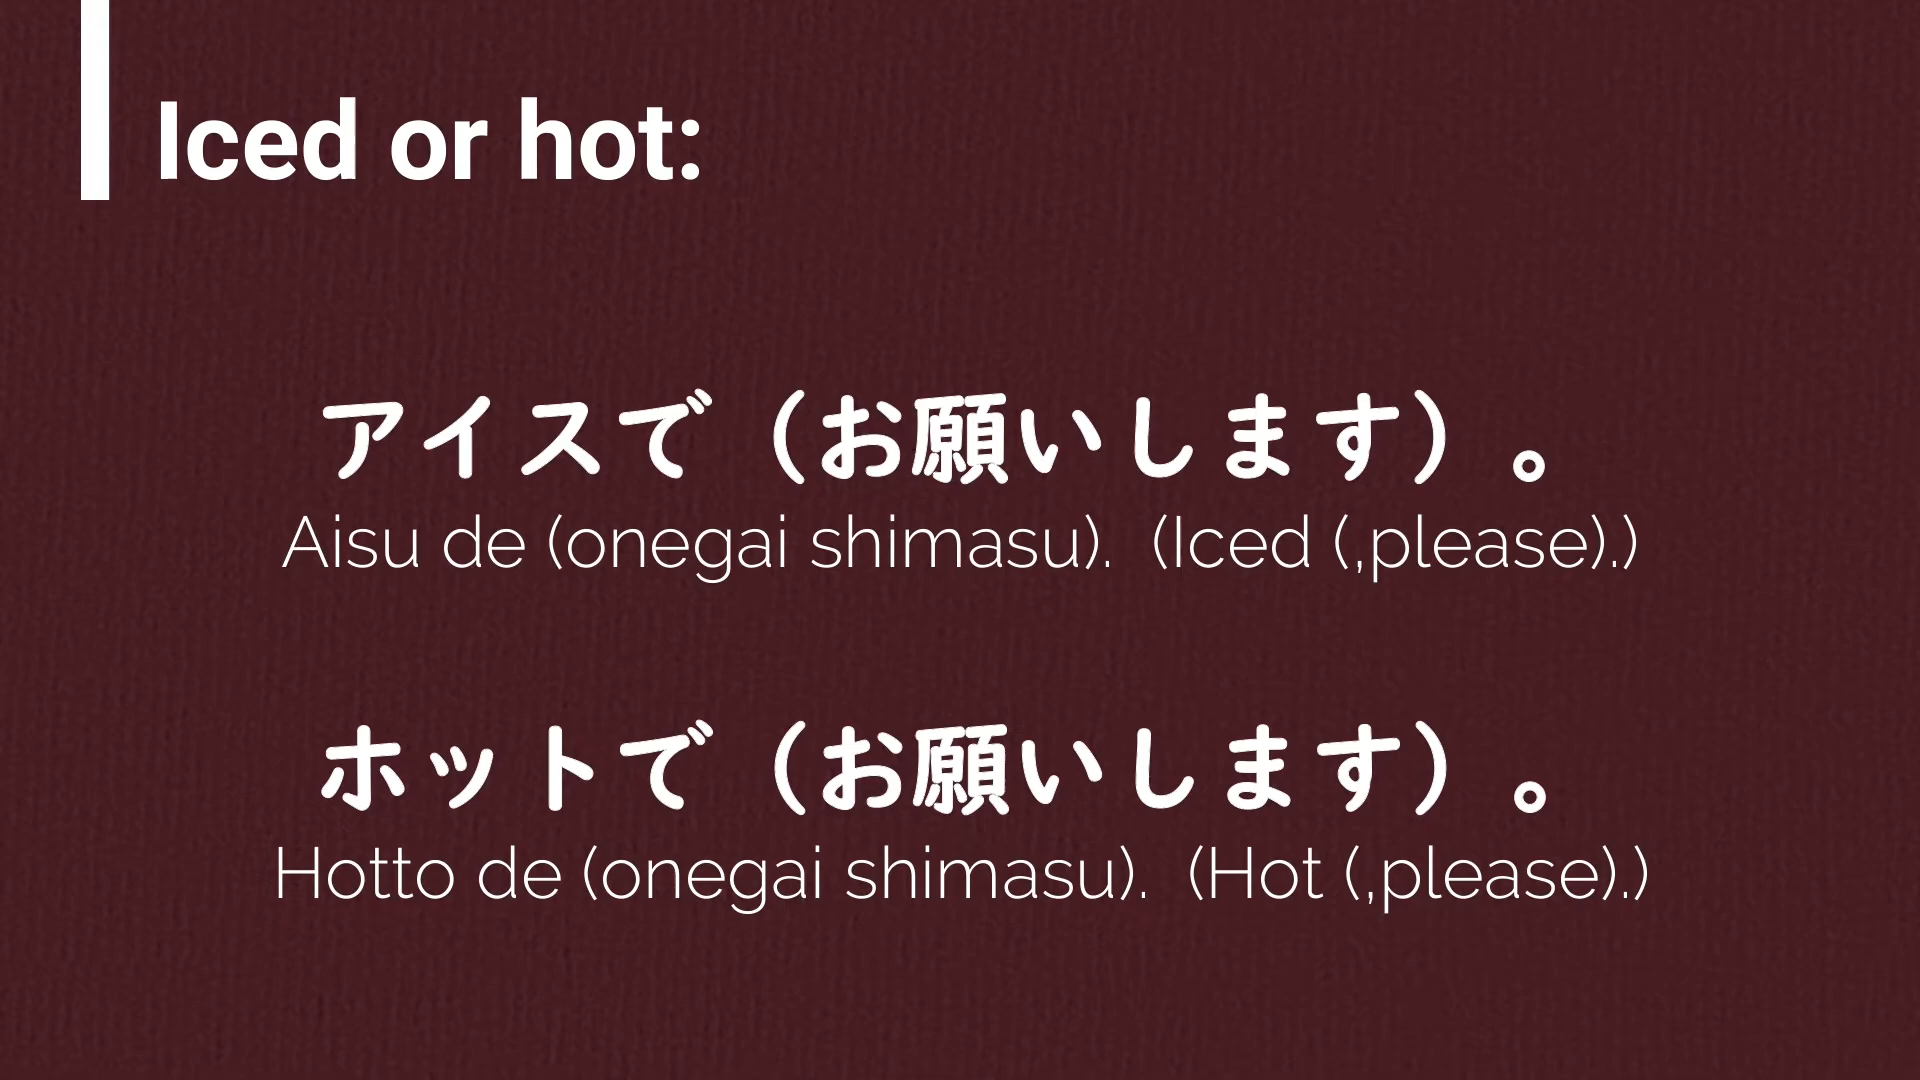 Iced or hot:
アイスで（お願いします）。
Aisu de (onegai shimasu).  (Iced (,please).)
ホットで（お願いします）。
Hotto de (onegai shimasu).  (Hot (,please).)